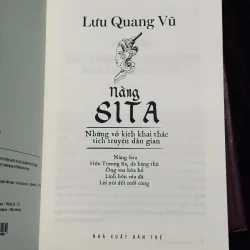 Lưu Quang Vũ
Nàng
SITA
Những vở kịch khai thác
tích truyện dân gian
Nàng Sita
Hồn Trương Ba, da hàng thịt
Ông vua hóa hổ
Linh hồn của đá
Lời nói dối cuối cùng
NHÀ XUẤT BẢN TRẺ